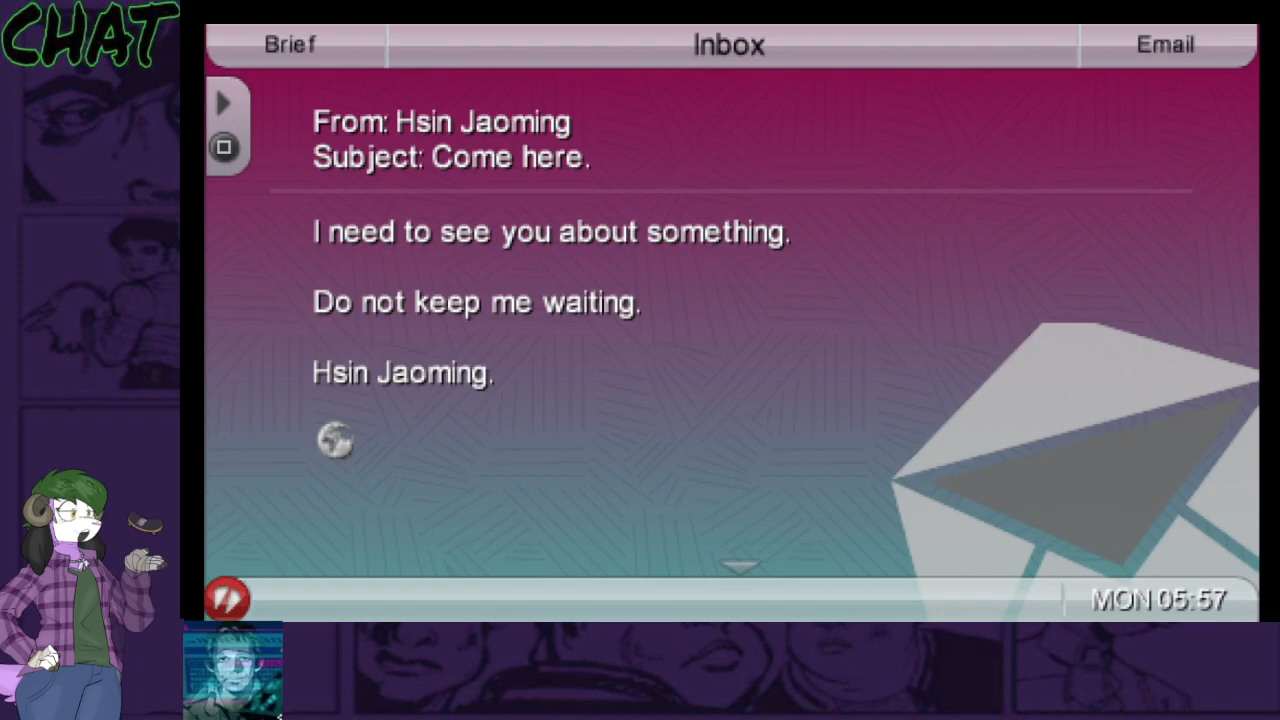 CHAT
Brief
Inbox
Email
From: Hsin Jaoming
Subject: Come here.
I need to see you about something.
Do not keep me waiting.
Hsin Jaoming.
MON 05:57